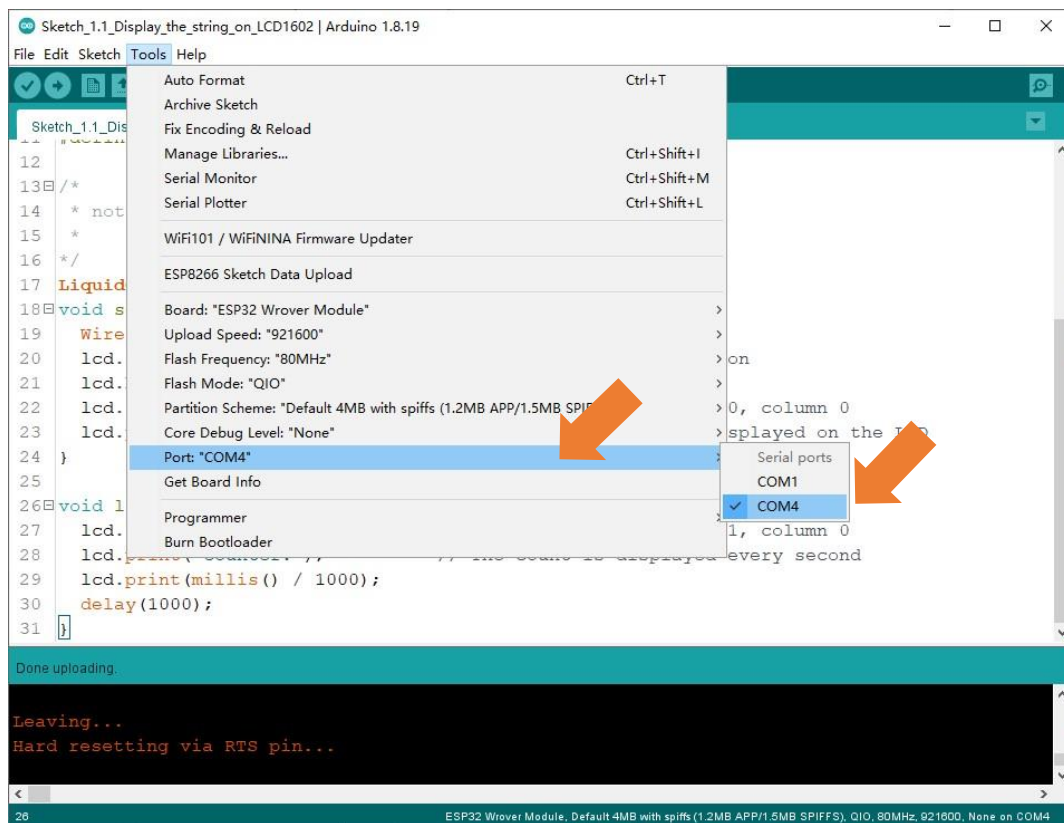 Sketch_1.1_Display_the_string_on_LCD1602 | Arduino 1.8.19
File Edit Sketch Tools Help
Sketch_1.1_Dis
Auto Format Ctrl+T
Archive Sketch
Fix Encoding & Reload
Manage Libraries... Ctrl+Shift+I
Serial Monitor Ctrl+Shift+M
Serial Plotter Ctrl+Shift+L
WiFi101 / WiFiNINA Firmware Updater
ESP8266 Sketch Data Upload
Board: "ESP32 Wrover Module"
Upload Speed: "921600"
Flash Frequency: "80MHz"
Flash Mode: "QIO"
Partition Scheme: "Default 4MB with spiffs (1.2MB APP/1.5MB
Core Debug Level: "None"
Port: "COM4"
Get Board Info
Programmer
Burn Bootloader
Serial ports
COM1
COM4
12
13 /*
14 * not
15 *
16 */
17 Liquid
18 void s
19 Wire
20 lcd. on
21 lcd.
22 lcd. 0, column 0
23 lcd. splayed on the
24 }
25
26 void l
27 lcd. 1, column 0
28 lcd. every second
29 lcd.print(millis() / 1000);
30 delay(1000);
31 }
Done uploading.
Leaving...
Hard resetting via RTS pin...
26 ESP32 Wrover Module, Default 4MB with spiffs (1.2MB APP/1.5MB SPIFFS), QIO, 80MHz, 921600, None on COM4